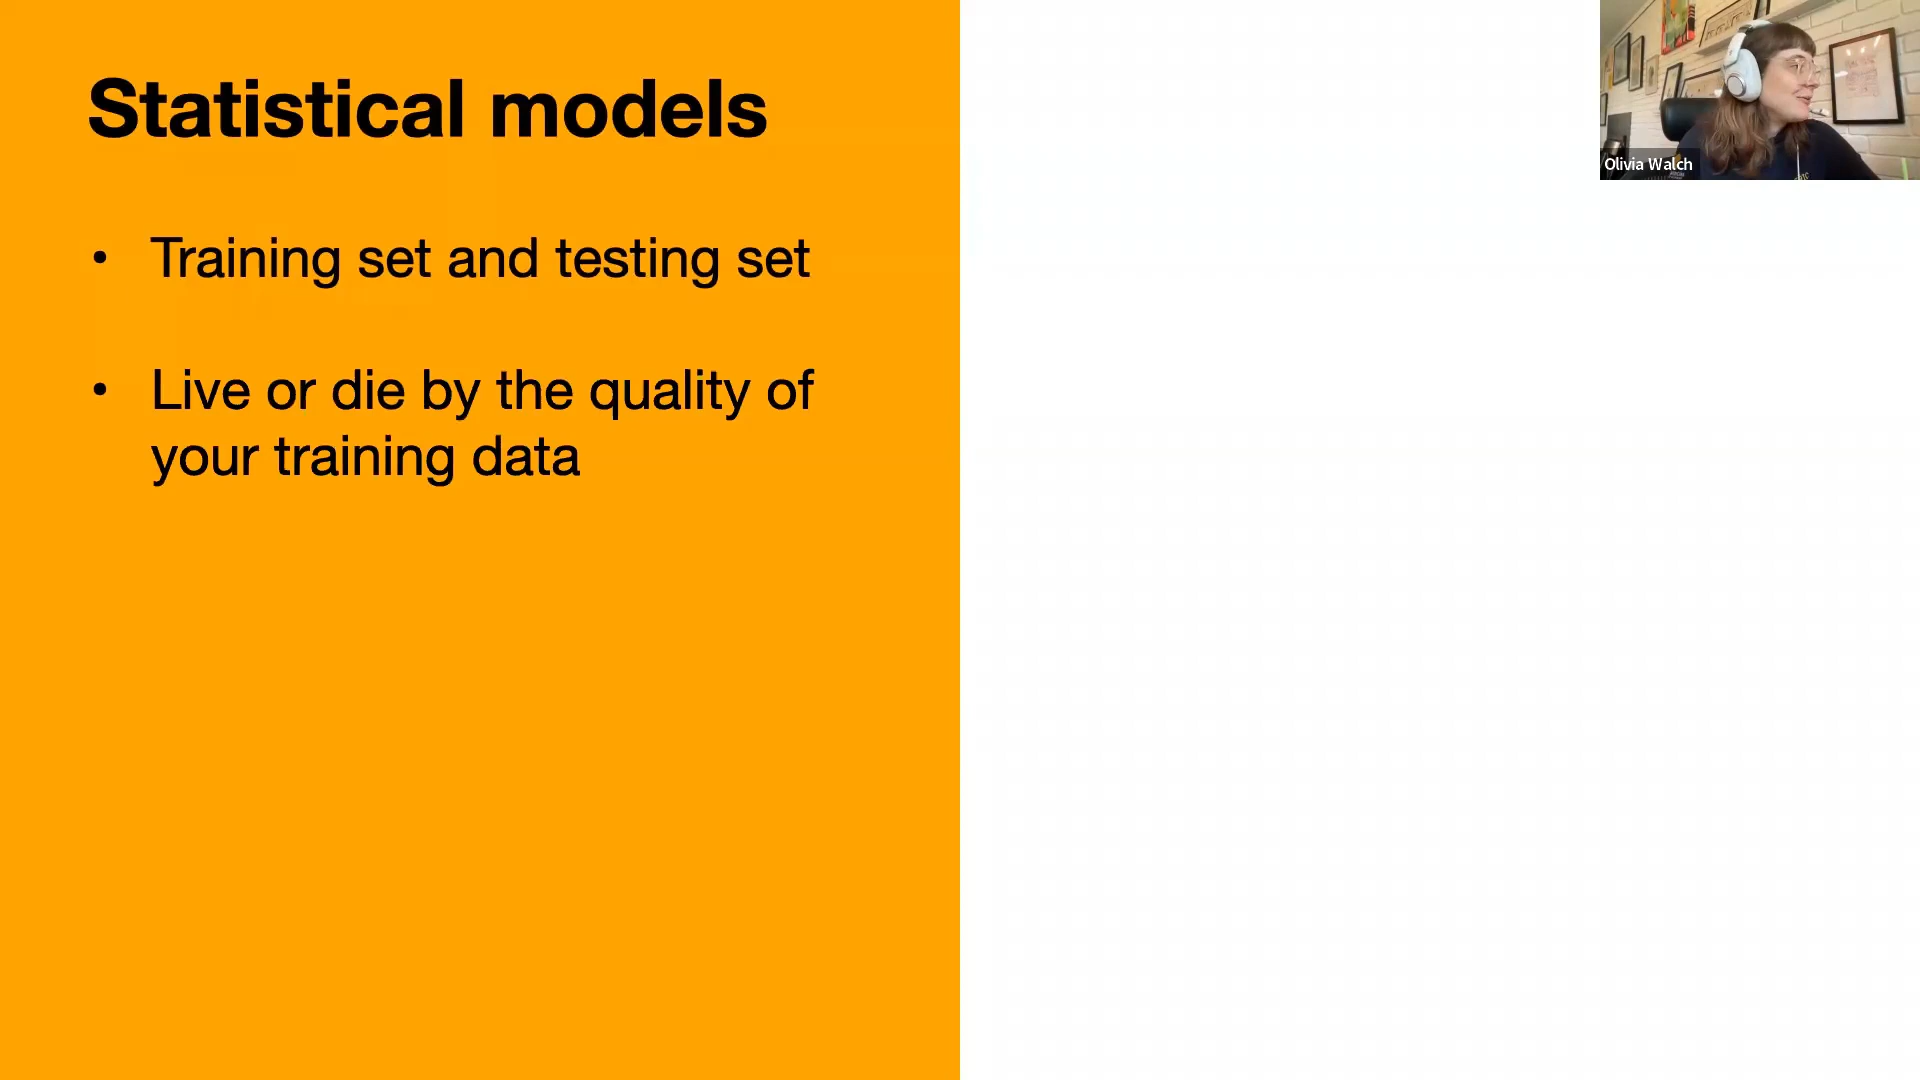 Statistical models
• Training set and testing set
• Live or die by the quality of
your training data
Olivia Walch